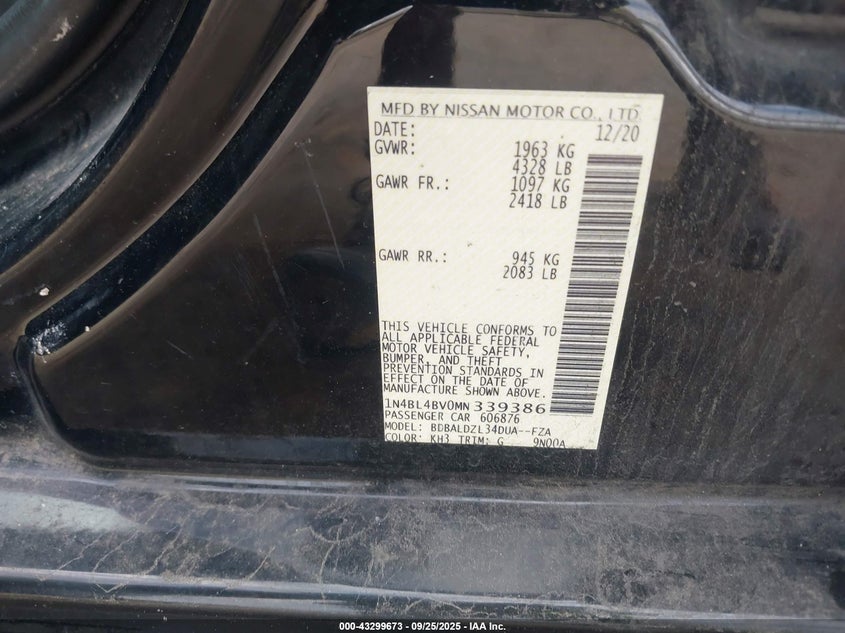 MFD BY NISSAN MOTOR CO., LTD.
DATE: 12/20
GVWR: 1963 KG
4328 LB
GAWR FR.: 1097 KG
2418 LB
GAWR RR.: 945 KG
2083 LB
THIS VEHICLE CONFORMS TO
ALL APPLICABLE FEDERAL
MOTOR VEHICLE SAFETY,
BUMPER, AND THEFT
PREVENTION STANDARDS IN
EFFECT ON THE DATE OF
MANUFACTURE SHOWN ABOVE.
1N4BL4BV0MN339386
PASSENGER CAR 606876
MODEL: BDBALDZL34DUA--FZA
COLOR: KH3 TRIM: G 9N00A
000-43299673 - 09/25/2025 - IAA Inc.